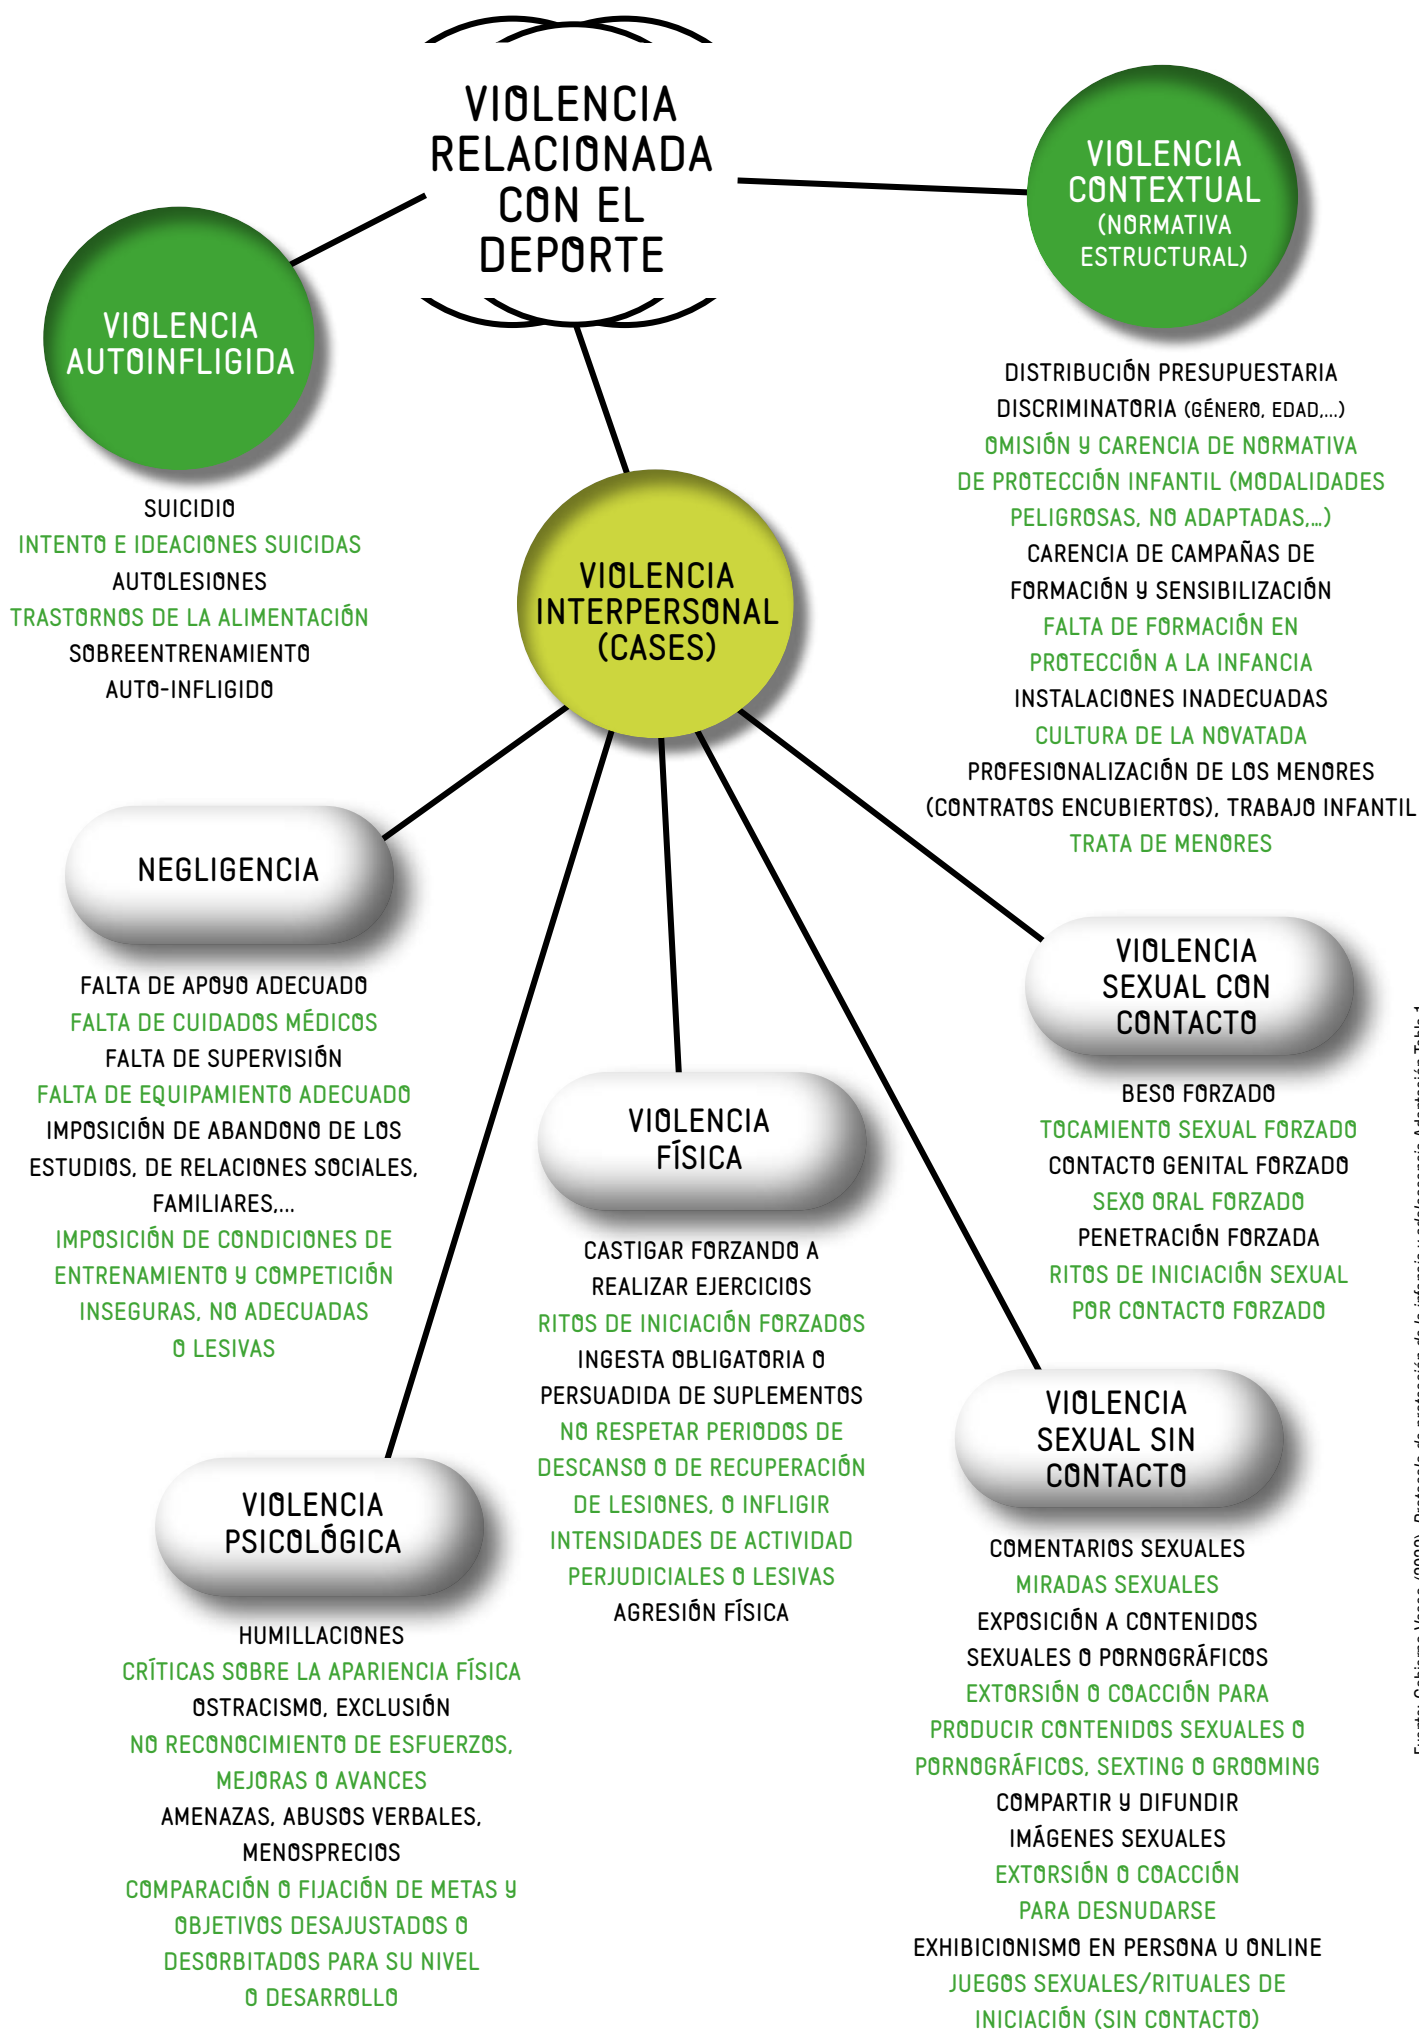 VIOLENCIA
RELACIONADA
CON EL
DEPORTE
VIOLENCIA
CONTEXTUAL
(NORMATIVA
ESTRUCTURAL)
DISTRIBUCIÓN PRESUPUESTARIA
DISCRIMINATORIA (GÉNERO, EDAD,...)
OMISIÓN Y CARENCIA DE NORMATIVA
DE PROTECCIÓN INFANTIL (MODALIDADES
PELIGROSAS, NO ADAPTADAS,...)
CARENCIA DE CAMPAÑAS DE
FORMACIÓN Y SENSIBILIZACIÓN
FALTA DE FORMACIÓN EN
PROTECCIÓN A LA INFANCIA
INSTALACIONES INADECUADAS
CULTURA DE LA NOVATADA
PROFESIONALIZACIÓN DE LOS MENORES
(CONTRATOS ENCUBIERTOS), TRABAJO INFANTIL
TRATA DE MENORES
VIOLENCIA
AUTOINFLIGIDA
SUICIDIO
INTENTO E IDEACIONES SUICIDAS
AUTOLESIONES
TRASTORNOS DE LA ALIMENTACIÓN
SOBREENTRENAMIENTO
AUTO-INFLIGIDO
VIOLENCIA
INTERPERSONAL
(CASES)
NEGLIGENCIA
FALTA DE APOYO ADECUADO
FALTA DE CUIDADOS MÉDICOS
FALTA DE SUPERVISIÓN
FALTA DE EQUIPAMIENTO ADECUADO
IMPOSICIÓN DE ABANDONO DE LOS
ESTUDIOS, DE RELACIONES SOCIALES,
FAMILIARES,...
IMPOSICIÓN DE CONDICIONES DE
ENTRENAMIENTO Y COMPETICIÓN
INSEGURAS, NO ADECUADAS
O LESIVAS
VIOLENCIA
PSICOLÓGICA
HUMILLACIONES
CRÍTICAS SOBRE LA APARIENCIA FÍSICA
OSTRACISMO, EXCLUSIÓN
NO RECONOCIMIENTO DE ESFUERZOS,
MEJORAS O AVANCES
AMENAZAS, ABUSOS VERBALES,
MENOSPRECIOS
COMPARACIÓN O FIJACIÓN DE METAS Y
OBJETIVOS DESAJUSTADOS O
DESORBITADOS PARA SU NIVEL
O DESARROLLO
VIOLENCIA
FÍSICA
CASTIGAR FORZANDO A
REALIZAR EJERCICIOS
RITOS DE INICIACIÓN FORZADOS
INGESTA OBLIGATORIA O
PERSUADIDA DE SUPLEMENTOS
NO RESPETAR PERIODOS DE
DESCANSO O DE RECUPERACIÓN
DE LESIONES, O INFLIGIR
INTENSIDADES DE ACTIVIDAD
PERJUDICIALES O LESIVAS
AGRESIÓN FÍSICA
VIOLENCIA
SEXUAL CON
CONTACTO
BESO FORZADO
TOCAMIENTO SEXUAL FORZADO
CONTACTO GENITAL FORZADO
SEXO ORAL FORZADO
PENETRACIÓN FORZADA
RITOS DE INICIACIÓN SEXUAL
POR CONTACTO FORZADO
VIOLENCIA
SEXUAL SIN
CONTACTO
COMENTARIOS SEXUALES
MIRADAS SEXUALES
EXPOSICIÓN A CONTENIDOS
SEXUALES O PORNOGRÁFICOS
EXTORSIÓN O COACCIÓN PARA
PRODUCIR CONTENIDOS SEXUALES O
PORNOGRÁFICOS, SEXTING O GROOMING
COMPARTIR Y DIFUNDIR
IMÁGENES SEXUALES
EXTORSIÓN O COACCIÓN
PARA DESNUDARSE
EXHIBICIONISMO EN PERSONA U ONLINE
JUEGOS SEXUALES/RITUALES DE
INICIACIÓN (SIN CONTACTO)